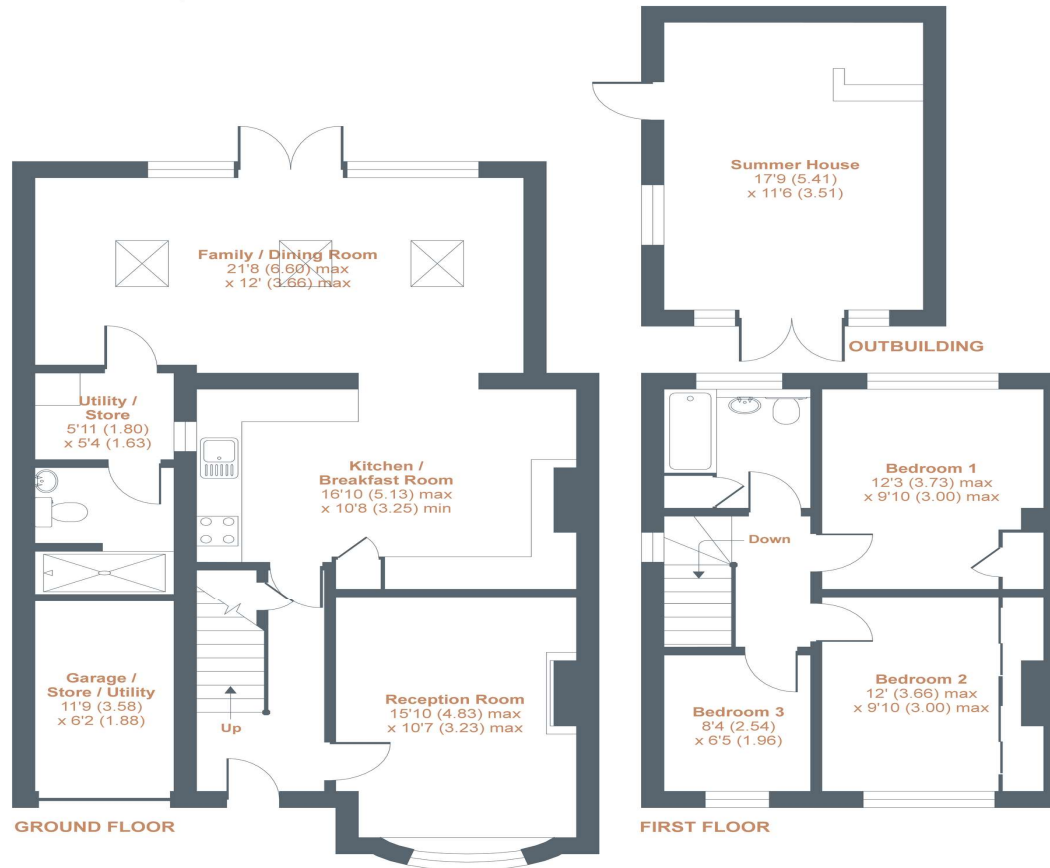 Summer House
17'9 (5.41)
x 11'6 (3.51)
OUTBUILDING
Family / Dining Room
21'8 (6.60) max
x 12' (3.66) max
Utility /
Store
5'11 (1.80)
x 5'4 (1.63)
Kitchen /
Breakfast Room
16'10 (5.13) max
x 10'8 (3.25) min
Garage /
Store / Utility
11'9 (3.58)
x 6'2 (1.88)
Up
Reception Room
15'10 (4.83) max
x 10'7 (3.23) max
GROUND FLOOR
Bedroom 1
12'3 (3.73) max
x 9'10 (3.00) max
Down
Bedroom 2
12' (3.66) max
x 9'10 (3.00) max
Bedroom 3
8'4 (2.54)
x 6'5 (1.96)
FIRST FLOOR